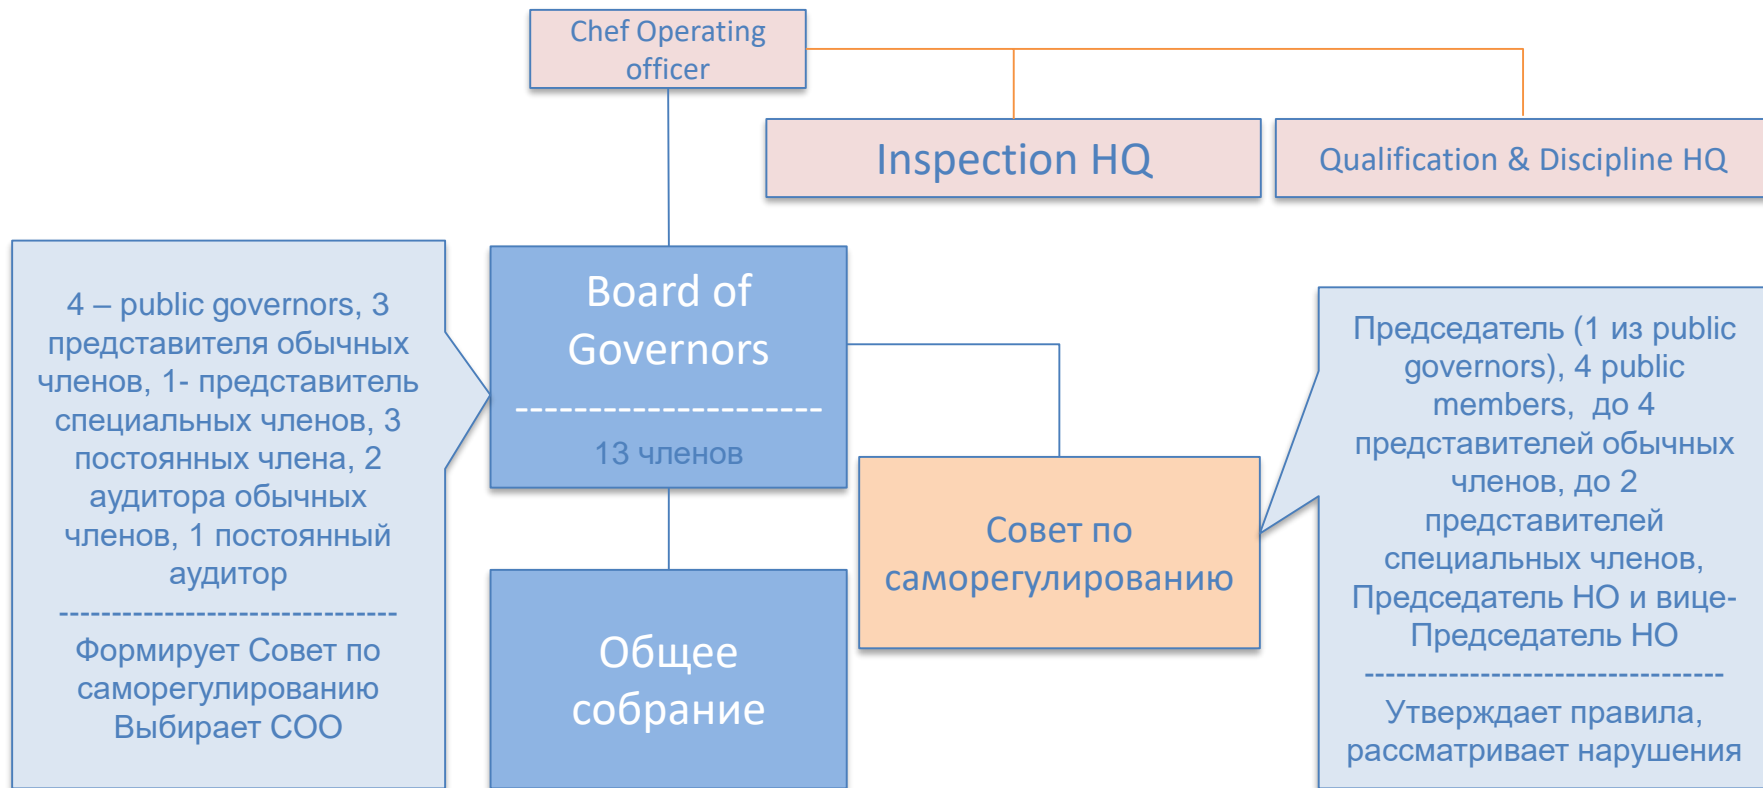 Chef Operating
officer
Inspection HQ
Qualification & Discipline HQ
4 – public governors, 3
представителя обычных
членов, 1- представитель
специальных членов, 3
постоянных члена, 2
аудитора обычных
членов, 1 постоянный
аудитор
--------------------------------
Формирует Совет по
саморегулированию
Выбирает СОО
Board of
Governors
---------------------
13 членов
Общее
собрание
Совет по
саморегулированию
Председатель (1 из public
governors), 4 public
members,  до 4
представителей обычных
членов, до 2
представителей
специальных членов,
Председатель НО и вице-
Председатель НО
----------------------------------
Утверждает правила,
рассматривает нарушения